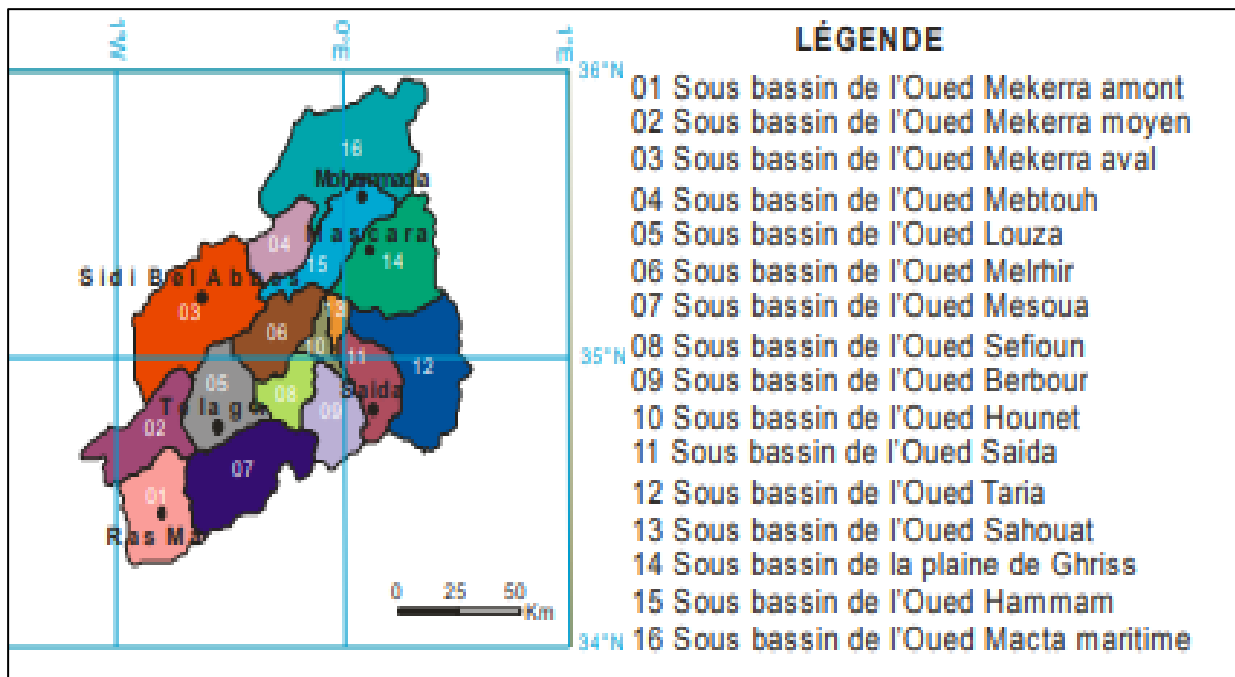 1°W
0°E
1°E
36°N
16
Mohammadia
04
Mascara
15
14
Sidi Bel Abbes
03
13
06
10
11
35°N
12
05
08
Saida
09
02
07
01
0 25 50
Km
34°N
LÉGENDE
01 Sous bassin de l'Oued Mekerra amont
02 Sous bassin de l'Oued Mekerra moyen
03 Sous bassin de l'Oued Mekerra aval
04 Sous bassin de l'Oued Mebtouh
05 Sous bassin de l'Oued Louza
06 Sous bassin de l'Oued Melrhir
07 Sous bassin de l'Oued Mesoua
08 Sous bassin de l'Oued Sefioun
09 Sous bassin de l'Oued Berbour
10 Sous bassin de l'Oued Hounet
11 Sous bassin de l'Oued Saida
12 Sous bassin de l'Oued Taria
13 Sous bassin de l'Oued Sahouat
14 Sous bassin de la plaine de Ghriss
15 Sous bassin de l'Oued Hammam
16 Sous bassin de l'Oued Macta maritime